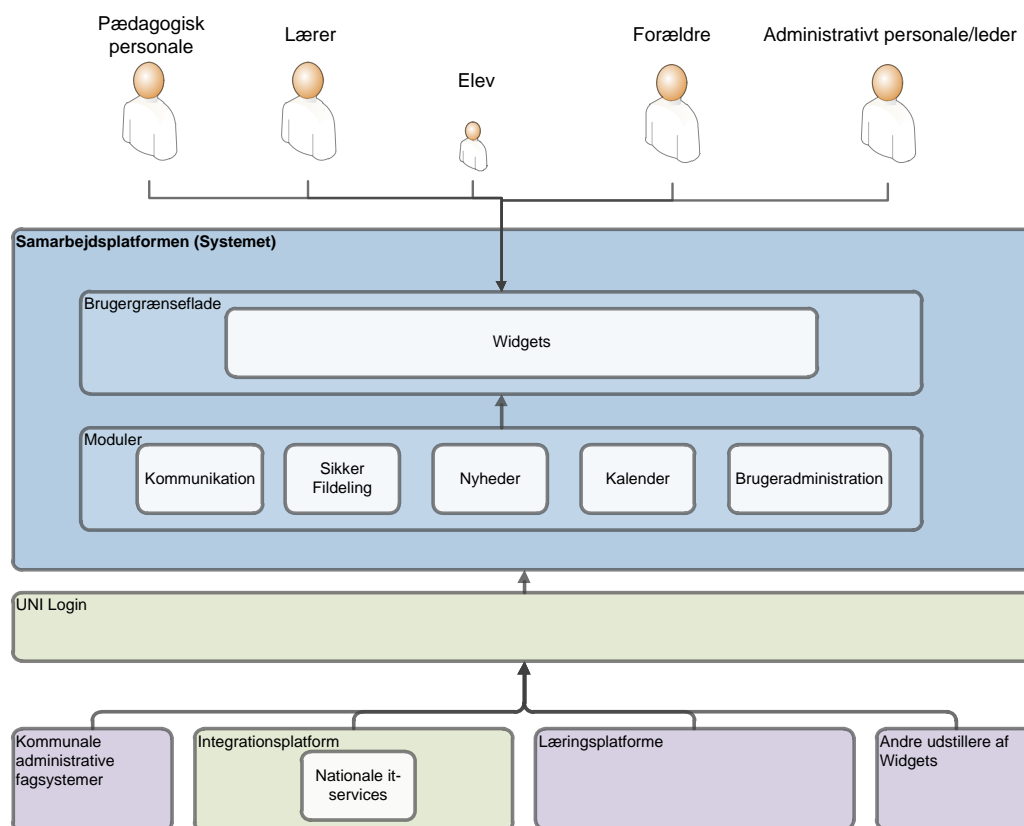 Pædagogisk
personale
Lærer
Elev
Forældre
Administrativt personale/leder
Samarbejdsplatformen (Systemet)
Brugergrænseflade
Widgets
Moduler
Kommunikation
Sikker
Fildeling
Nyheder
Kalender
Brugeradministration
UNI Login
Kommunale
administrative
fagsystemer
Integrationsplatform
Nationale it-
services
Læringsplatforme
Andre udstillere af
Widgets